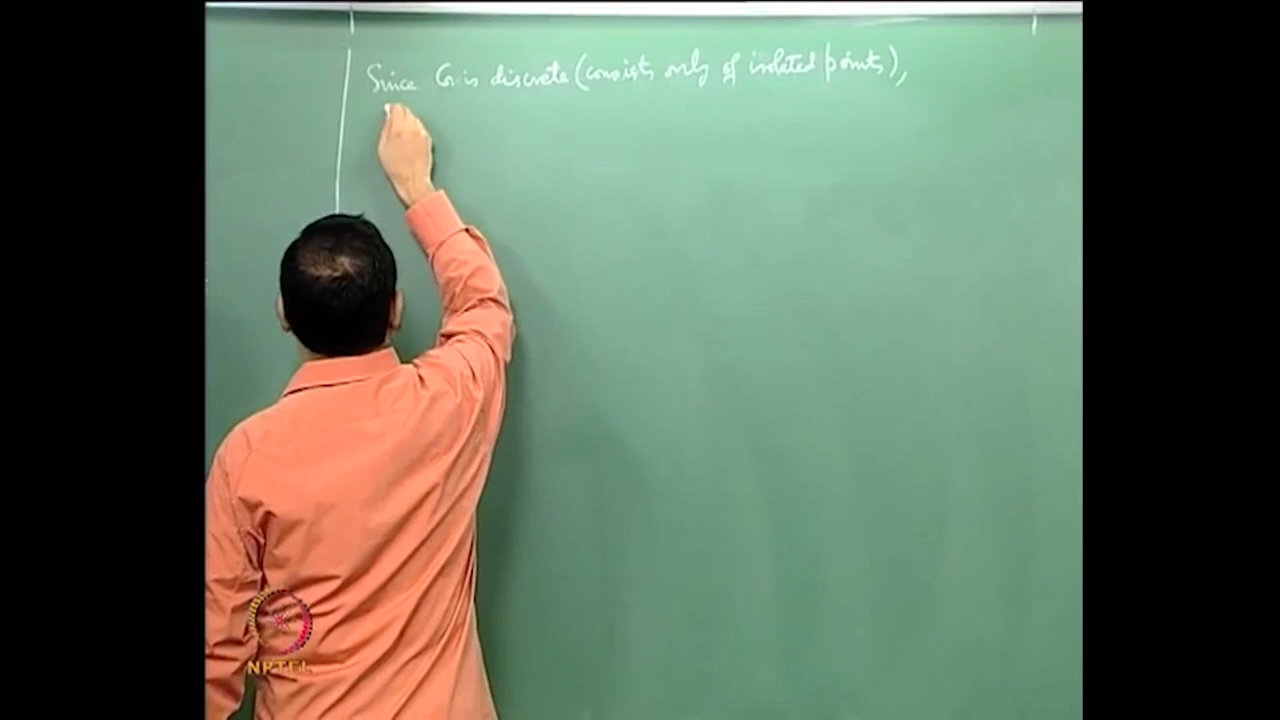 Since G is discrete (consists only of isolated points),
NPTEL